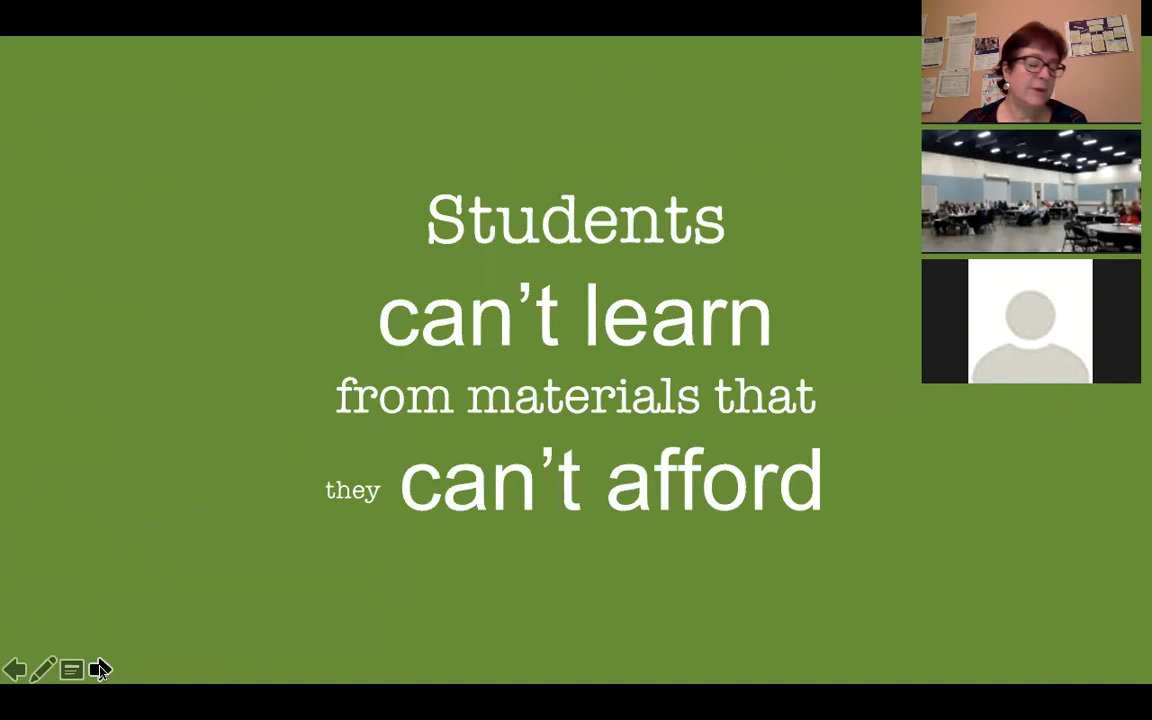 Students
can’t learn
from materials that
they can’t afford